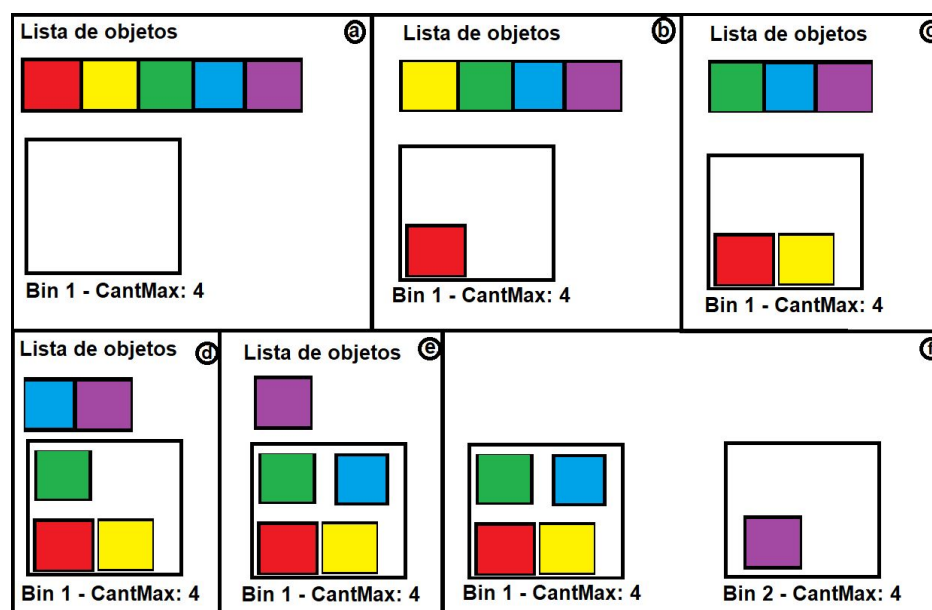 Lista de objetos
a
Bin 1 - CantMax: 4
Lista de objetos
b
Bin 1 - CantMax: 4
Lista de objetos
c
Bin 1 - CantMax: 4
Lista de objetos
d
Bin 1 - CantMax: 4
Lista de objetos
e
Bin 1 - CantMax: 4
f
Bin 1 - CantMax: 4
Bin 2 - CantMax: 4